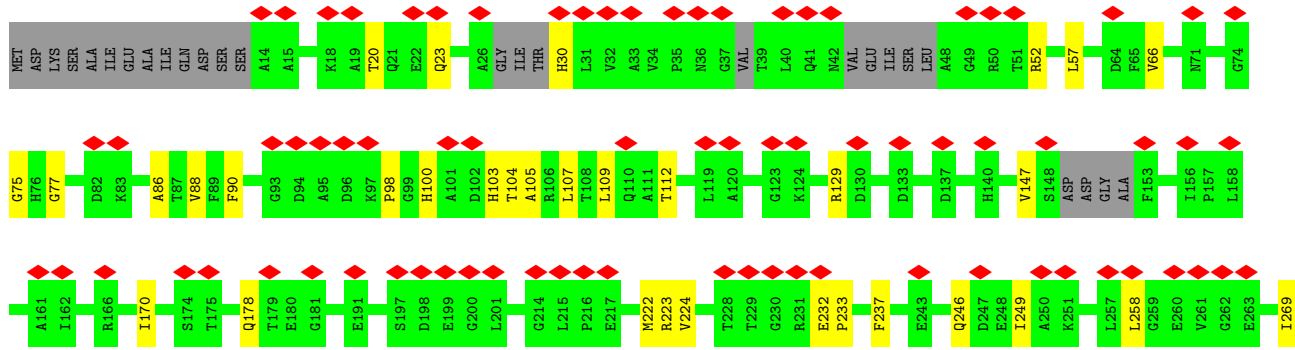 MET ASP LYS SER ALA ILE GLU ALA ILE GLN ASP SER SER A14 A15 K18 A19 T20 Q21 E22 Q23 A26 GLY ILE THR H30 L31 V32 A33 V34 P35 N36 G37 VAL T39 L40 Q41 N42 VAL GLU ILE SER LEU A48 G49 R50 T51 R52 L57 D64 F65 V66 N71 G74
G75 H76 G77 D82 K83 A86 T87 V88 F89 F90 G93 D94 A95 D96 K97 P98 G99 H100 A101 D102 H103 T104 A105 R106 L107 T108 L109 Q110 A111 T112 L119 A120 G123 K124 R129 D130 D133 D137 H140 V147 S148 ASP ASP GLY ALA F153 I156 P157 L158
A161 I162 R166 I170 S174 T175 Q178 T179 E180 G181 E191 S197 D198 E199 G200 L201 G214 L215 P216 E217 M222 R223 V224 T228 T229 G230 R231 E232 P233 F237 E243 Q246 D247 E248 I249 A250 K251 L257 L258 G259 E260 V261 G262 E263 I269